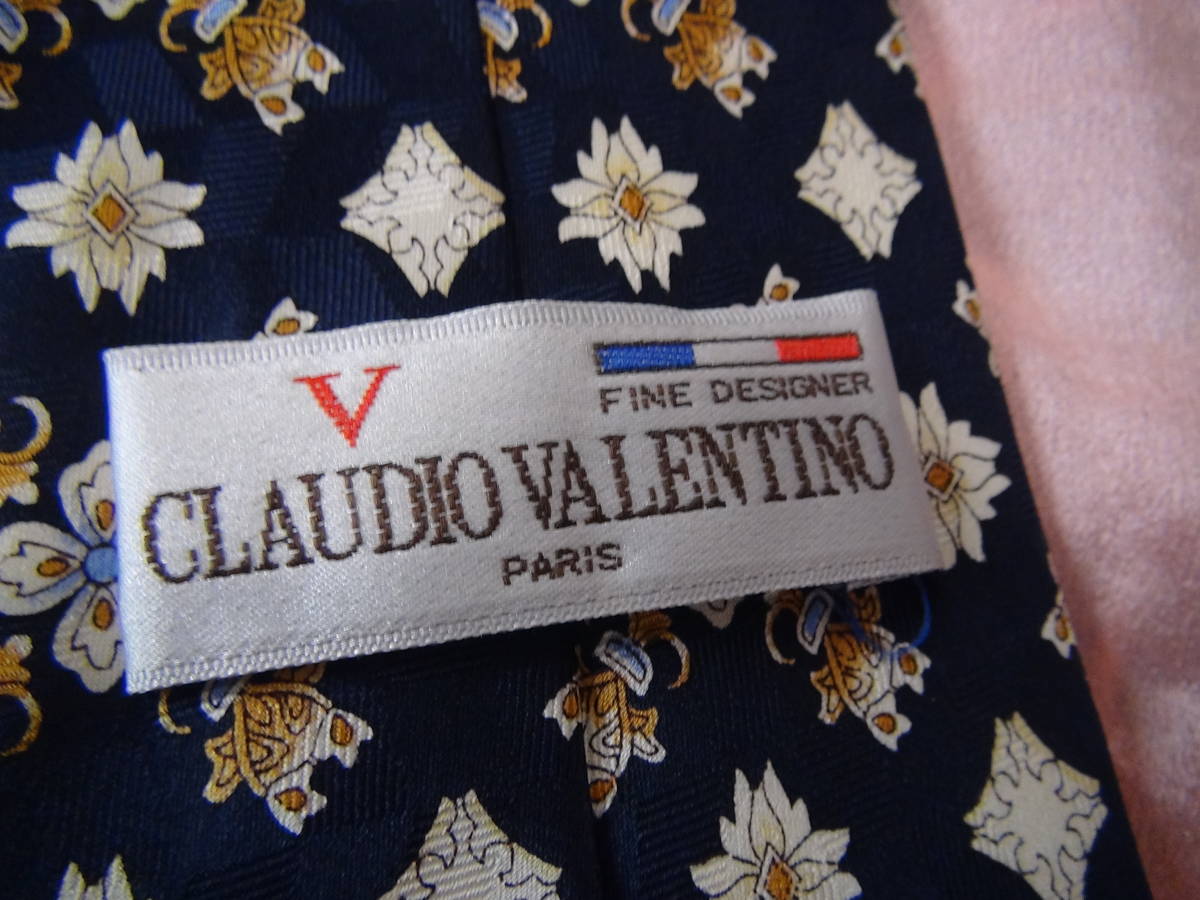 V
FINE DESIGNER
CLAUDIO VALENTINO
PARIS